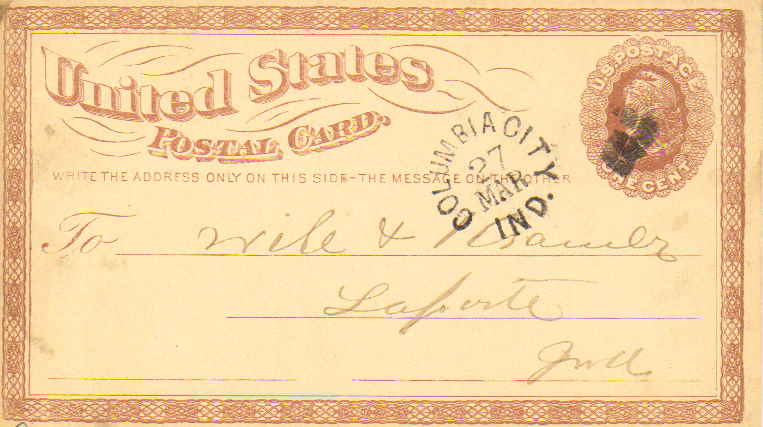 United States
POSTAL CARD.
U.S. POSTAGE
ONE CENT
WRITE THE ADDRESS ONLY ON THIS SIDE-THE MESSAGE ON THE OTHER
COLUMBIA CITY
27
MAR
IND.
To Wile &
Laporte
Ind